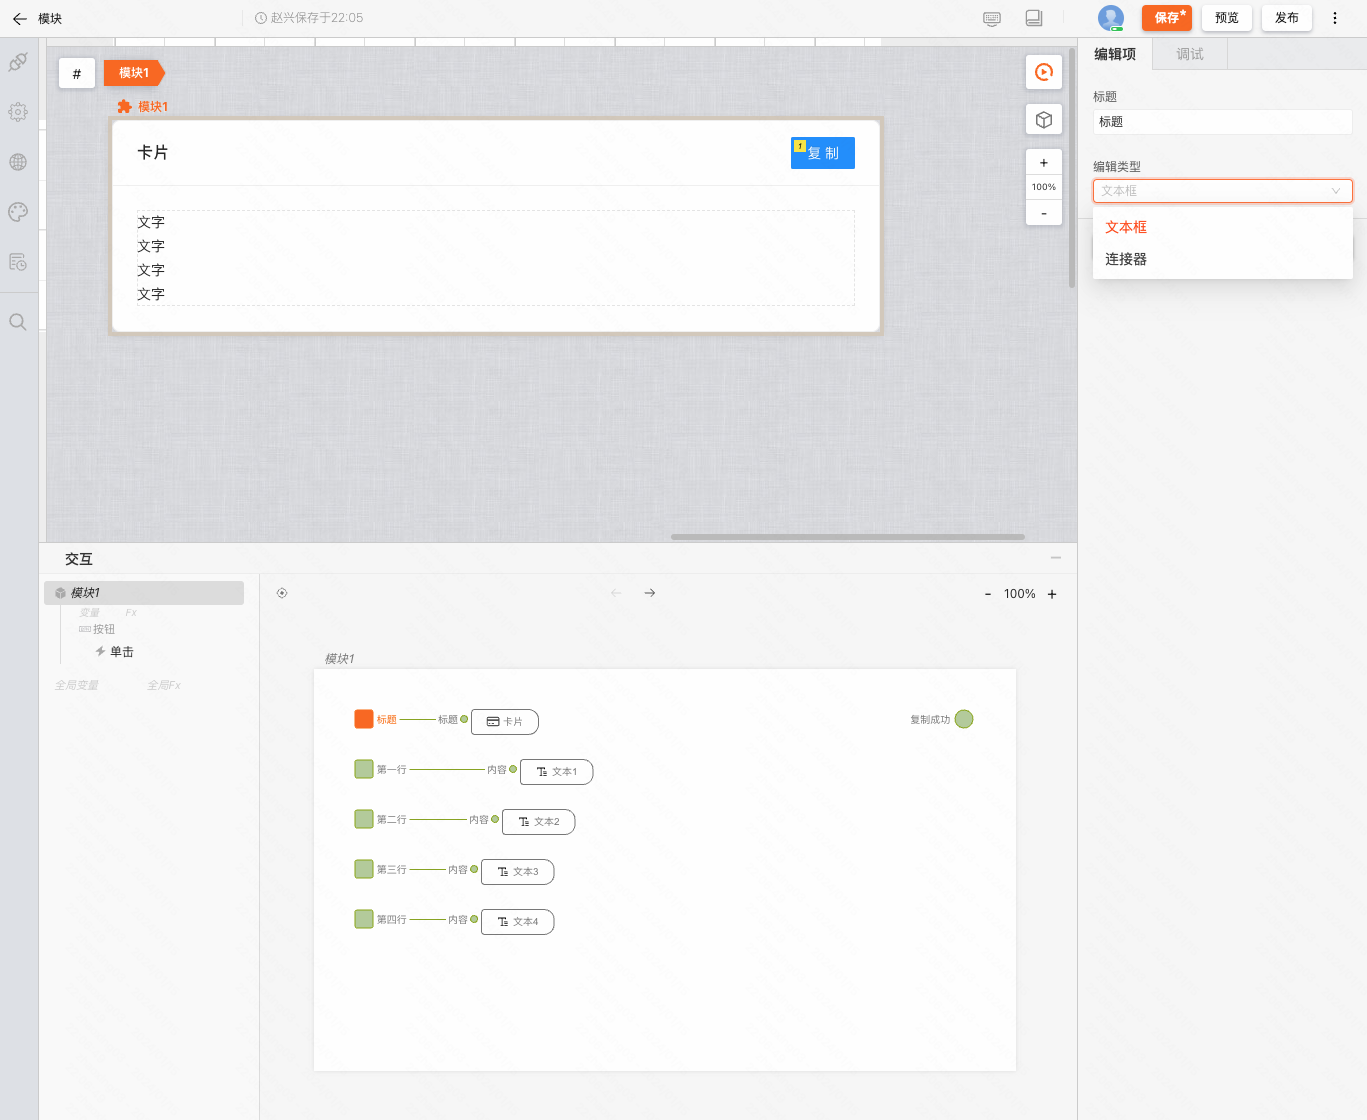 模块
赵兴保存于22:05
保存*
预览
发布
#
模块1
模块1
卡片
1
复 制
文字
文字
文字
文字
+
100%
-
编辑项
调试
标题
标题
编辑类型
文本框
文本框
连接器
交互
模块1
变量
Fx
按钮
单击
全局变量
全局Fx
- 100% +
模块1
标题
标题
卡片
复制成功
第一行
内容
文本1
第二行
内容
文本2
第三行
内容
文本3
第四行
内容
文本4